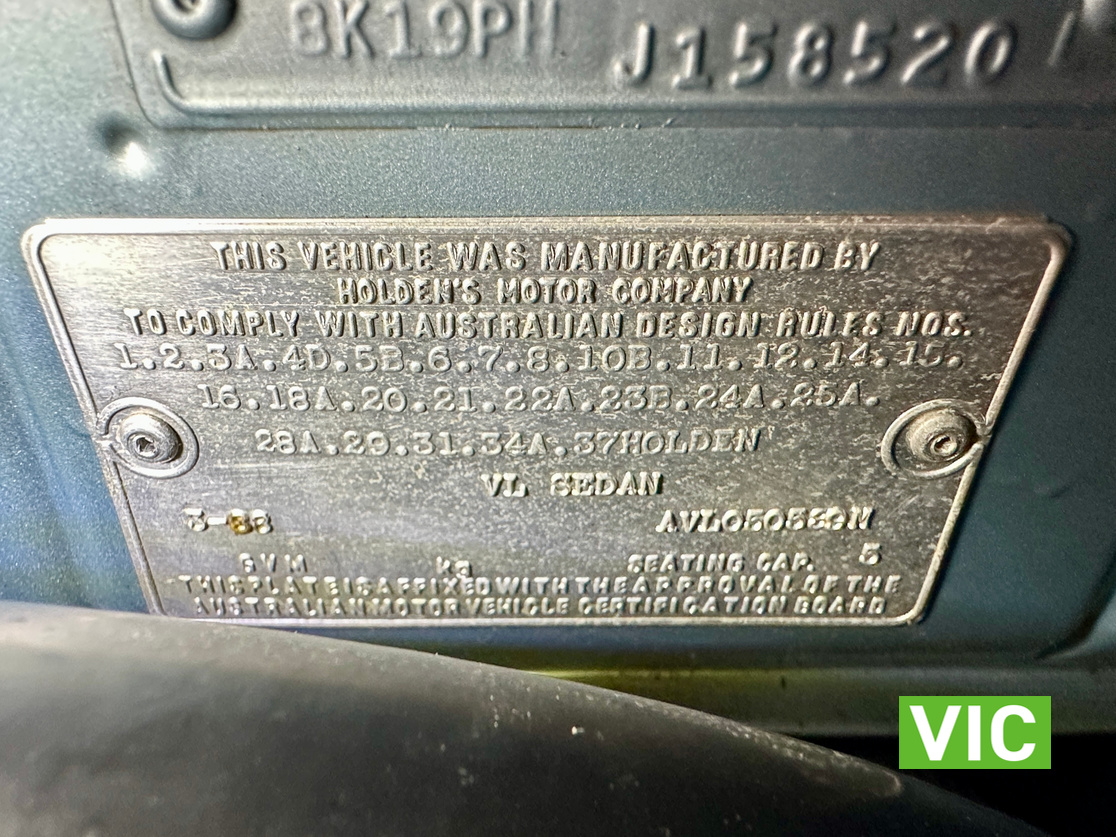 8K19PH J158520
THIS VEHICLE WAS MANUFACTURED BY
HOLDEN'S MOTOR COMPANY
TO COMPLY WITH AUSTRALIAN DESIGN RULES NOS.
1.2.3A.4D.5B.6.7.8.10B.11.12.14.15.
16.18A.20.21.22A.23B.24A.25A.
28A.29.31.34A.37HOLDEN
VL SEDAN
3-88
GVM kg SEATING CAP. 5
THIS PLATE IS AFFIXED WITH THE APPROVAL OF THE
AUSTRALIAN MOTOR VEHICLE CERTIFICATION BOARD
VIC